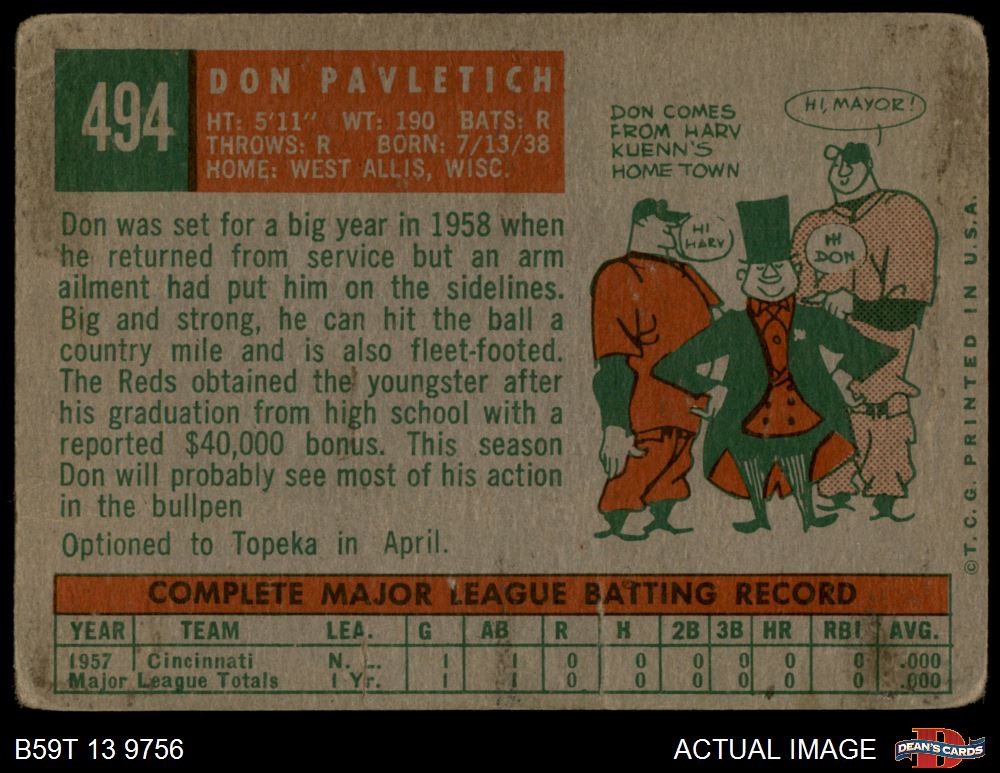 494
DON PAVLETICH
HT: 5'11" WT: 190 BATS: R
THROWS: R BORN: 7/13/38
HOME: WEST ALLIS, WISC.
Don was set for a big year in 1958 when
he returned from service but an arm
ailment had put him on the sidelines.
Big and strong, he can hit the ball a
country mile and is also fleet-footed.
The Reds obtained the youngster after
his graduation from high school with a
reported $40,000 bonus. This season
Don will probably see most of his action
in the bullpen
Optioned to Topeka in April.
DON COMES
FROM HARV
KUENN'S
HOME TOWN
HI, MAYOR!
HI
HARV
HI
DON
©T.C.G. PRINTED IN U.S.A.
COMPLETE MAJOR LEAGUE BATTING RECORD
YEAR TEAM LEA. G AB R H 2B 3B HR RBI AVG.
1957 Cincinnati N. L. 1 1 0 0 0 0 0 0 .000
Major League Totals 1 Yr. 1 1 0 0 0 0 0 0 .000
B59T 13 9756
ACTUAL IMAGE
DEAN'S CARDS